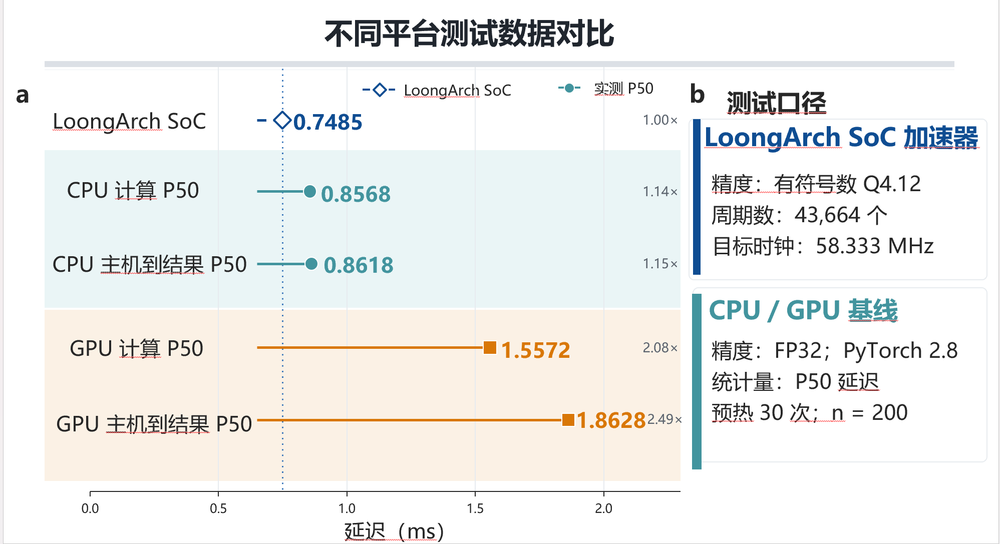 不同平台测试数据对比
a
LoongArch SoC
实测 P50
LoongArch SoC
0.7485
1.00×
CPU 计算 P50
0.8568
1.14×
CPU 主机到结果 P50
0.8618
1.15×
GPU 计算 P50
1.5572
2.08×
GPU 主机到结果 P50
1.8628
2.49×
0.0
0.5
1.0
1.5
2.0
延迟（ms）
b
测试口径
LoongArch SoC 加速器
精度：有符号数 Q4.12
周期数：43,664 个
目标时钟：58.333 MHz
CPU / GPU 基线
精度：FP32；PyTorch 2.8
统计量：P50 延迟
预热 30 次；n = 200